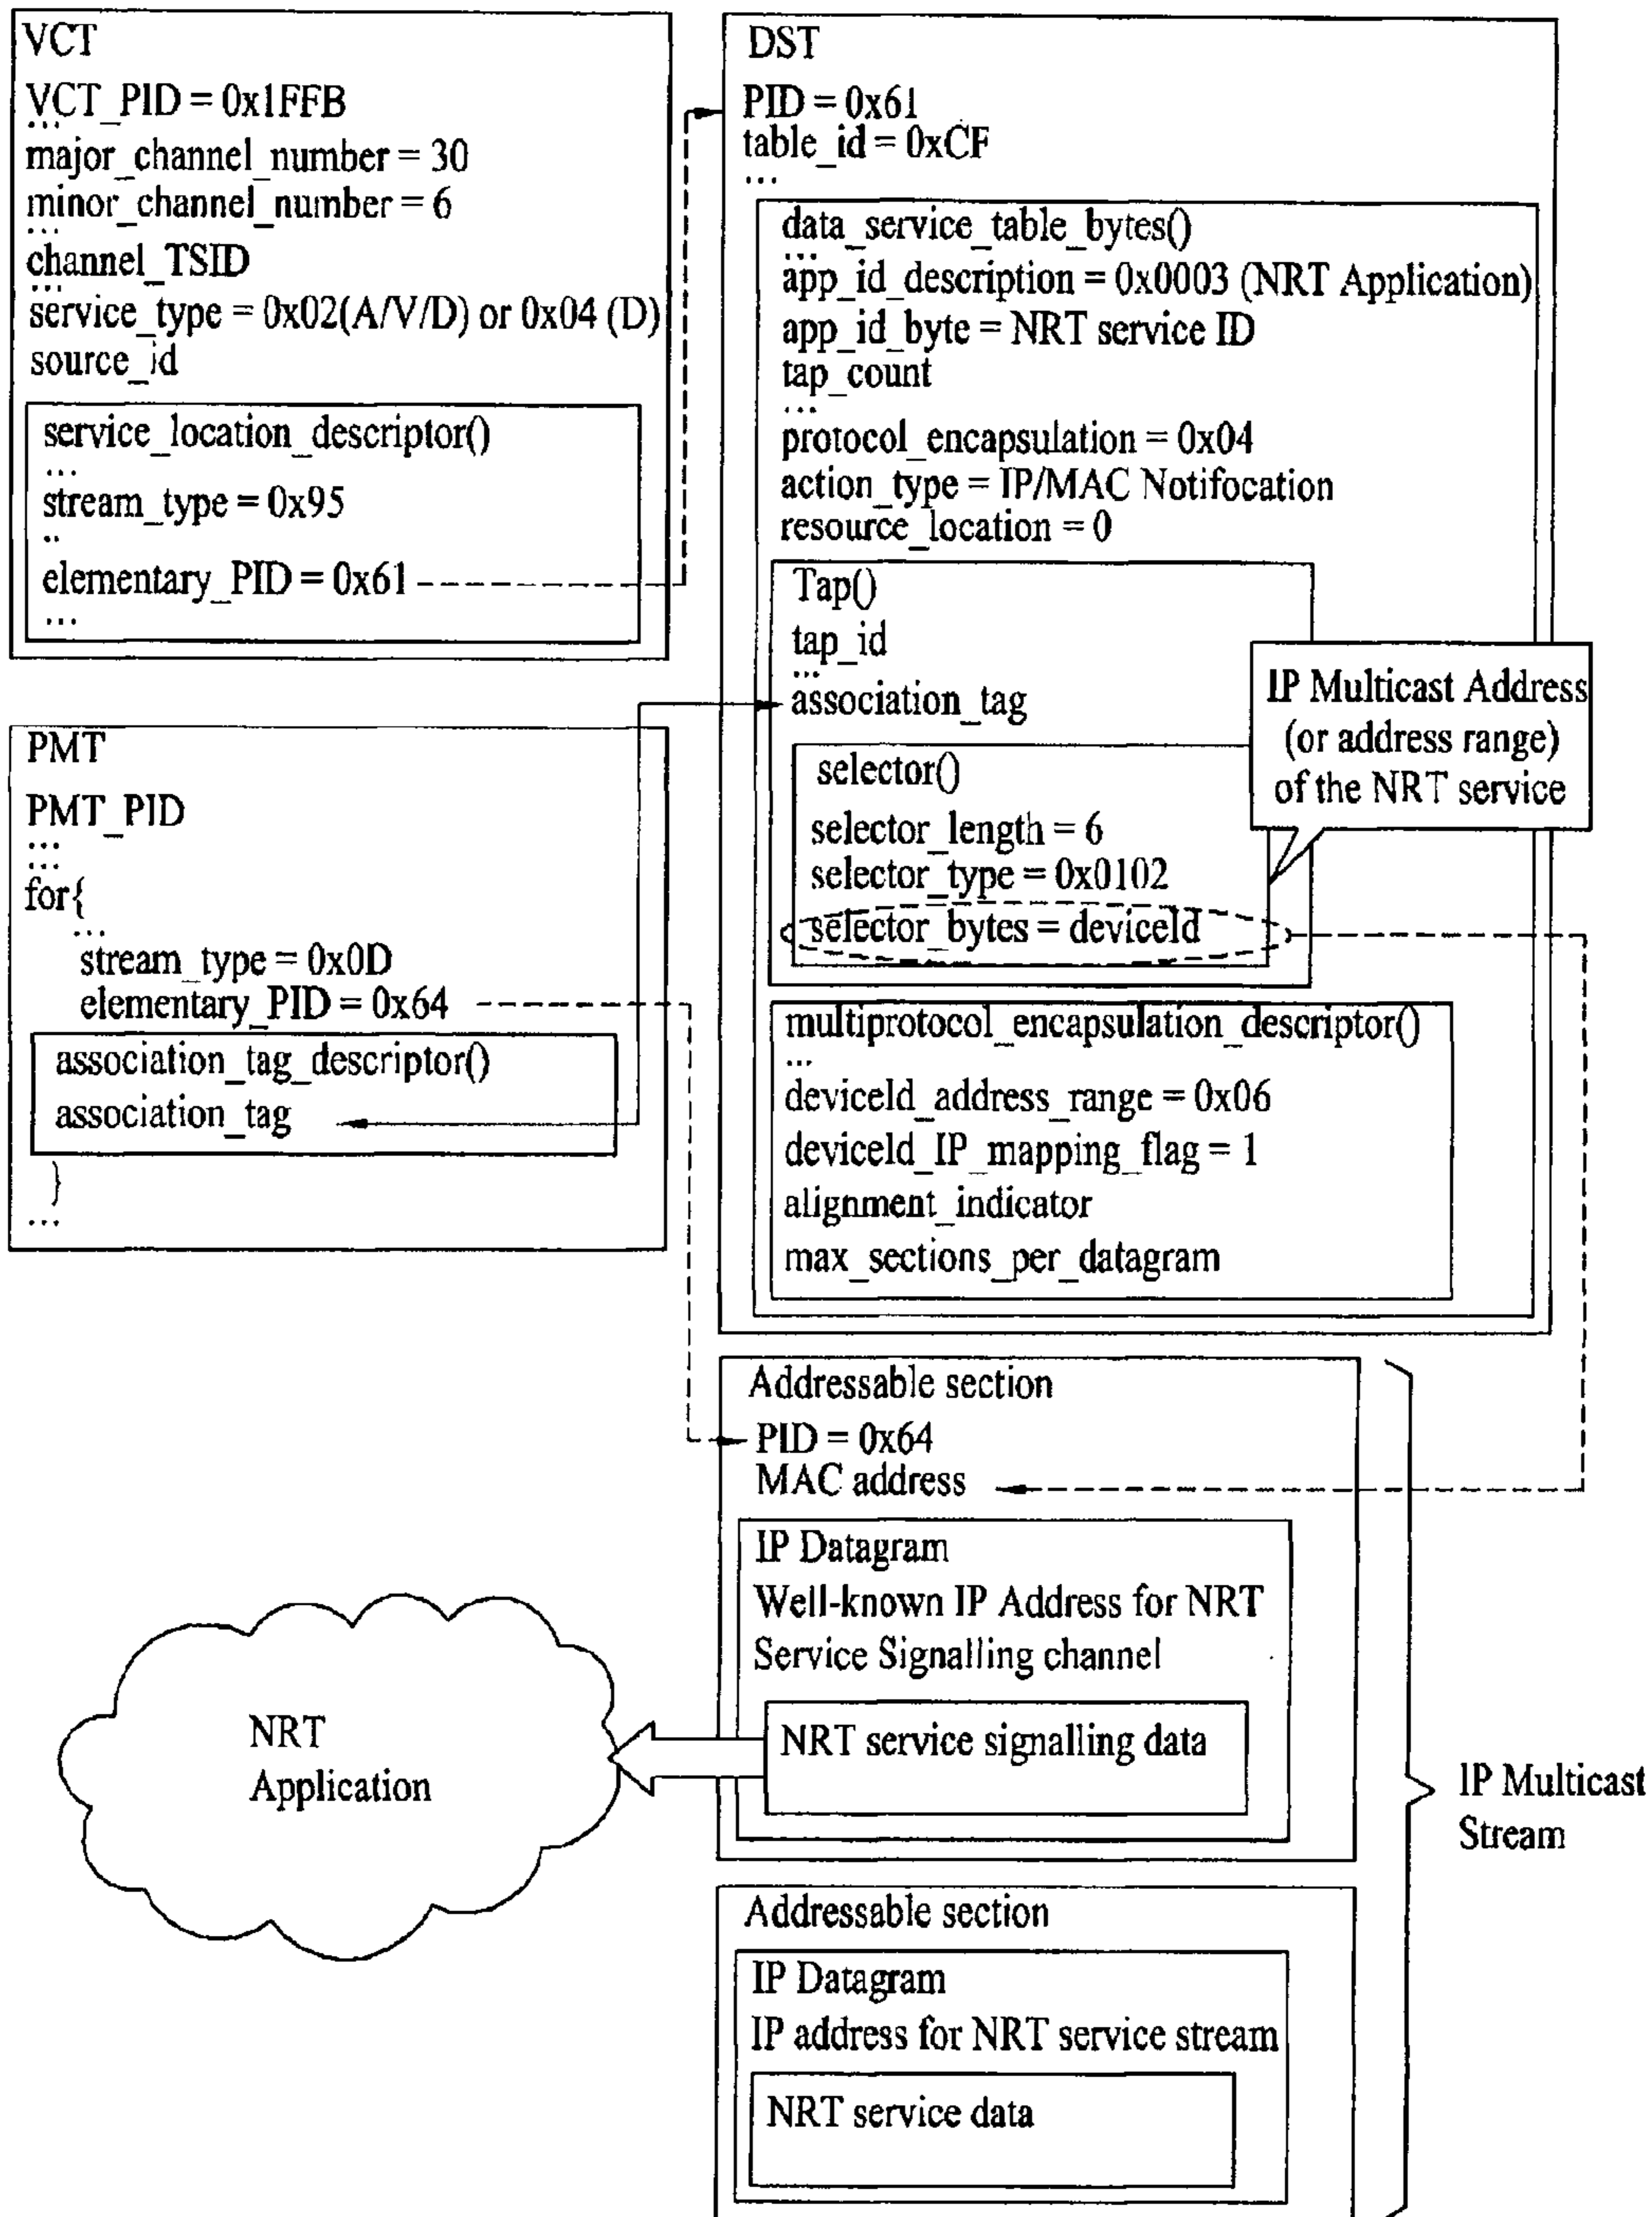 VCT
VCT_PID = 0x1FFB
...
major_channel_number = 30
minor_channel_number = 6
...
channel_TSID
...
service_type = 0x02(A/V/D) or 0x04 (D)
source_id
service_location_descriptor()
...
stream_type = 0x95
..
elementary_PID = 0x61
...
PMT
PMT_PID
...
...
for{
...
stream_type = 0x0D
elementary_PID = 0x64
association_tag_descriptor()
association_tag
}
...
DST
PID = 0x61
table_id = 0xCF
...
data_service_table_bytes()
...
app_id_description = 0x0003 (NRT Application)
app_id_byte = NRT service ID
tap_count
...
protocol_encapsulation = 0x04
action_type = IP/MAC Notifocation
resource_location = 0
Tap()
tap_id
...
association_tag
selector()
selector_length = 6
selector_type = 0x0102
selector_bytes = deviceId
IP Multicast Address
(or address range)
of the NRT service
multiprotocol_encapsulation_descriptor()
...
deviceId_address_range = 0x06
deviceId_IP_mapping_flag = 1
alignment_indicator
max_sections_per_datagram
Addressable section
PID = 0x64
MAC address
IP Datagram
Well-known IP Address for NRT
Service Signalling channel
NRT service signalling data
NRT
Application
IP Multicast
Stream
Addressable section
IP Datagram
IP address for NRT service stream
NRT service data